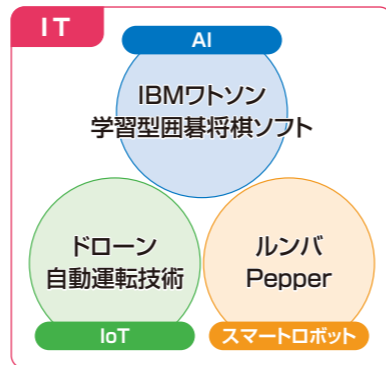 IT
AI
IBMワトソン
学習型囲碁将棋ソフト
ドローン
自動運転技術
IoT
ルンバ
Pepper
スマートロボット